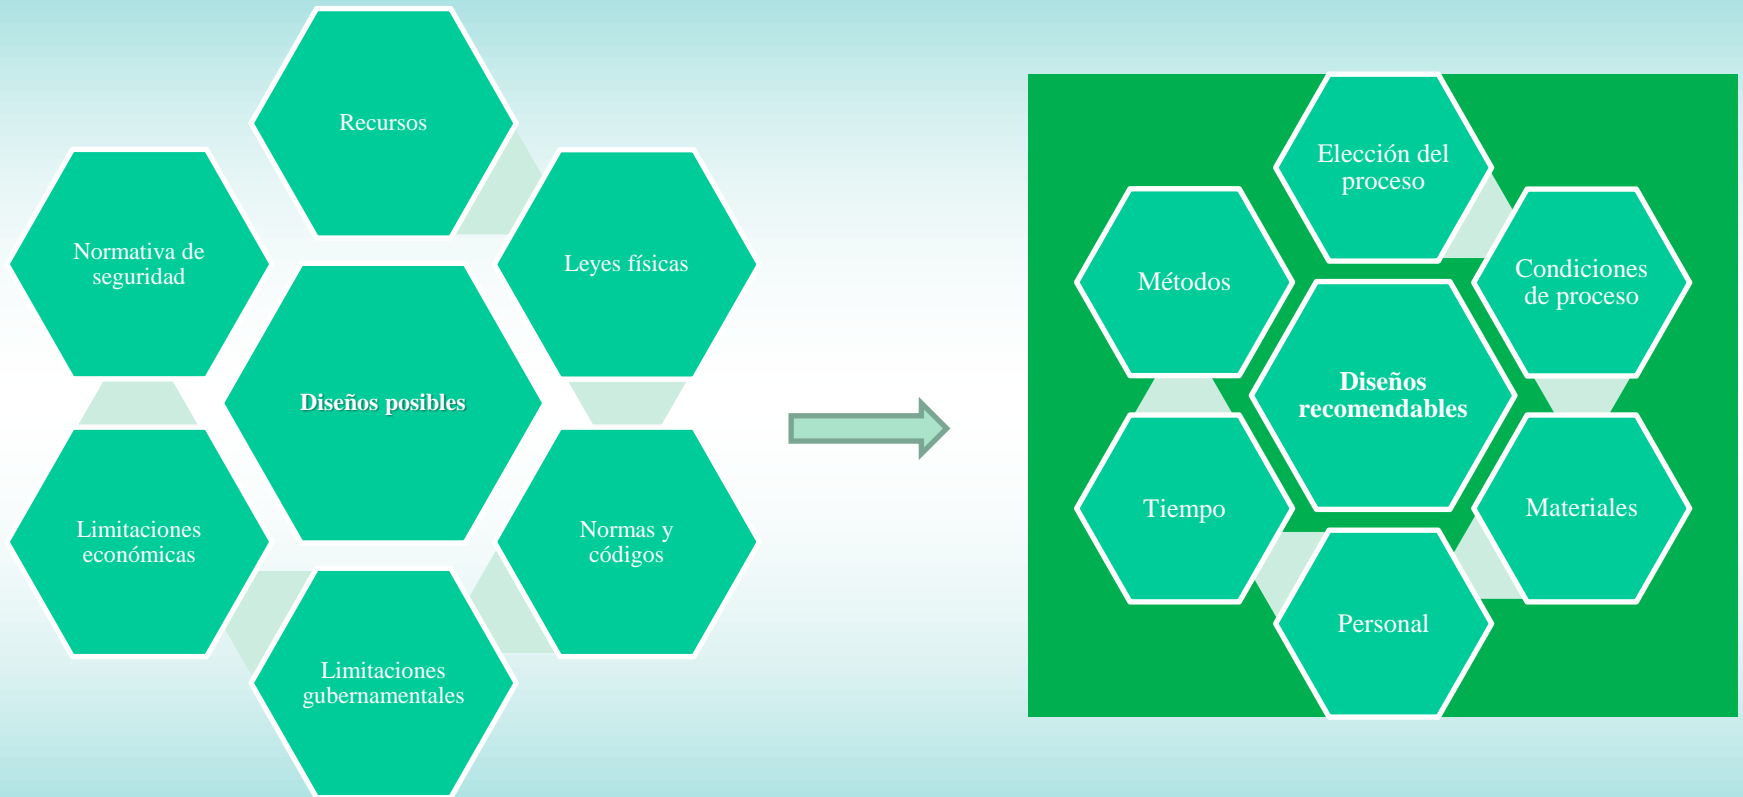 Recursos
Leyes físicas
Normas y
códigos
Limitaciones
gubernamentales
Limitaciones
económicas
Normativa de
seguridad
Diseños posibles
Elección del
proceso
Condiciones
de proceso
Materiales
Personal
Tiempo
Métodos
Diseños
recomendables